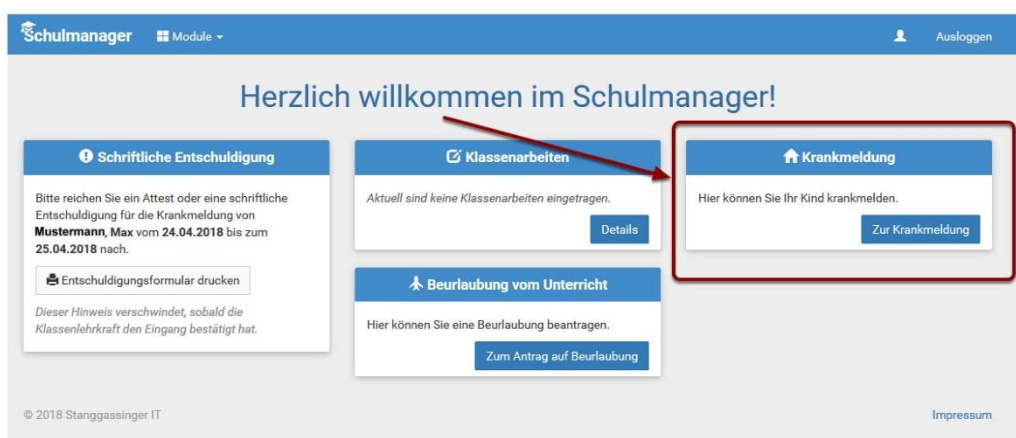 Schulmanager
Module
Ausloggen
Herzlich willkommen im Schulmanager!
Schriftliche Entschuldigung
Bitte reichen Sie ein Attest oder eine schriftliche
Entschuldigung für die Krankmeldung von
Mustermann, Max vom 24.04.2018 bis zum
25.04.2018 nach.
Entschuldigungsformular drucken
Dieser Hinweis verschwindet, sobald die
Klassenlehrkraft den Eingang bestätigt hat.
Klassenarbeiten
Aktuell sind keine Klassenarbeiten eingetragen.
Details
Beurlaubung vom Unterricht
Hier können Sie eine Beurlaubung beantragen.
Zum Antrag auf Beurlaubung
Krankmeldung
Hier können Sie Ihr Kind krankmelden.
Zur Krankmeldung
© 2018 Stanggassinger IT
Impressum